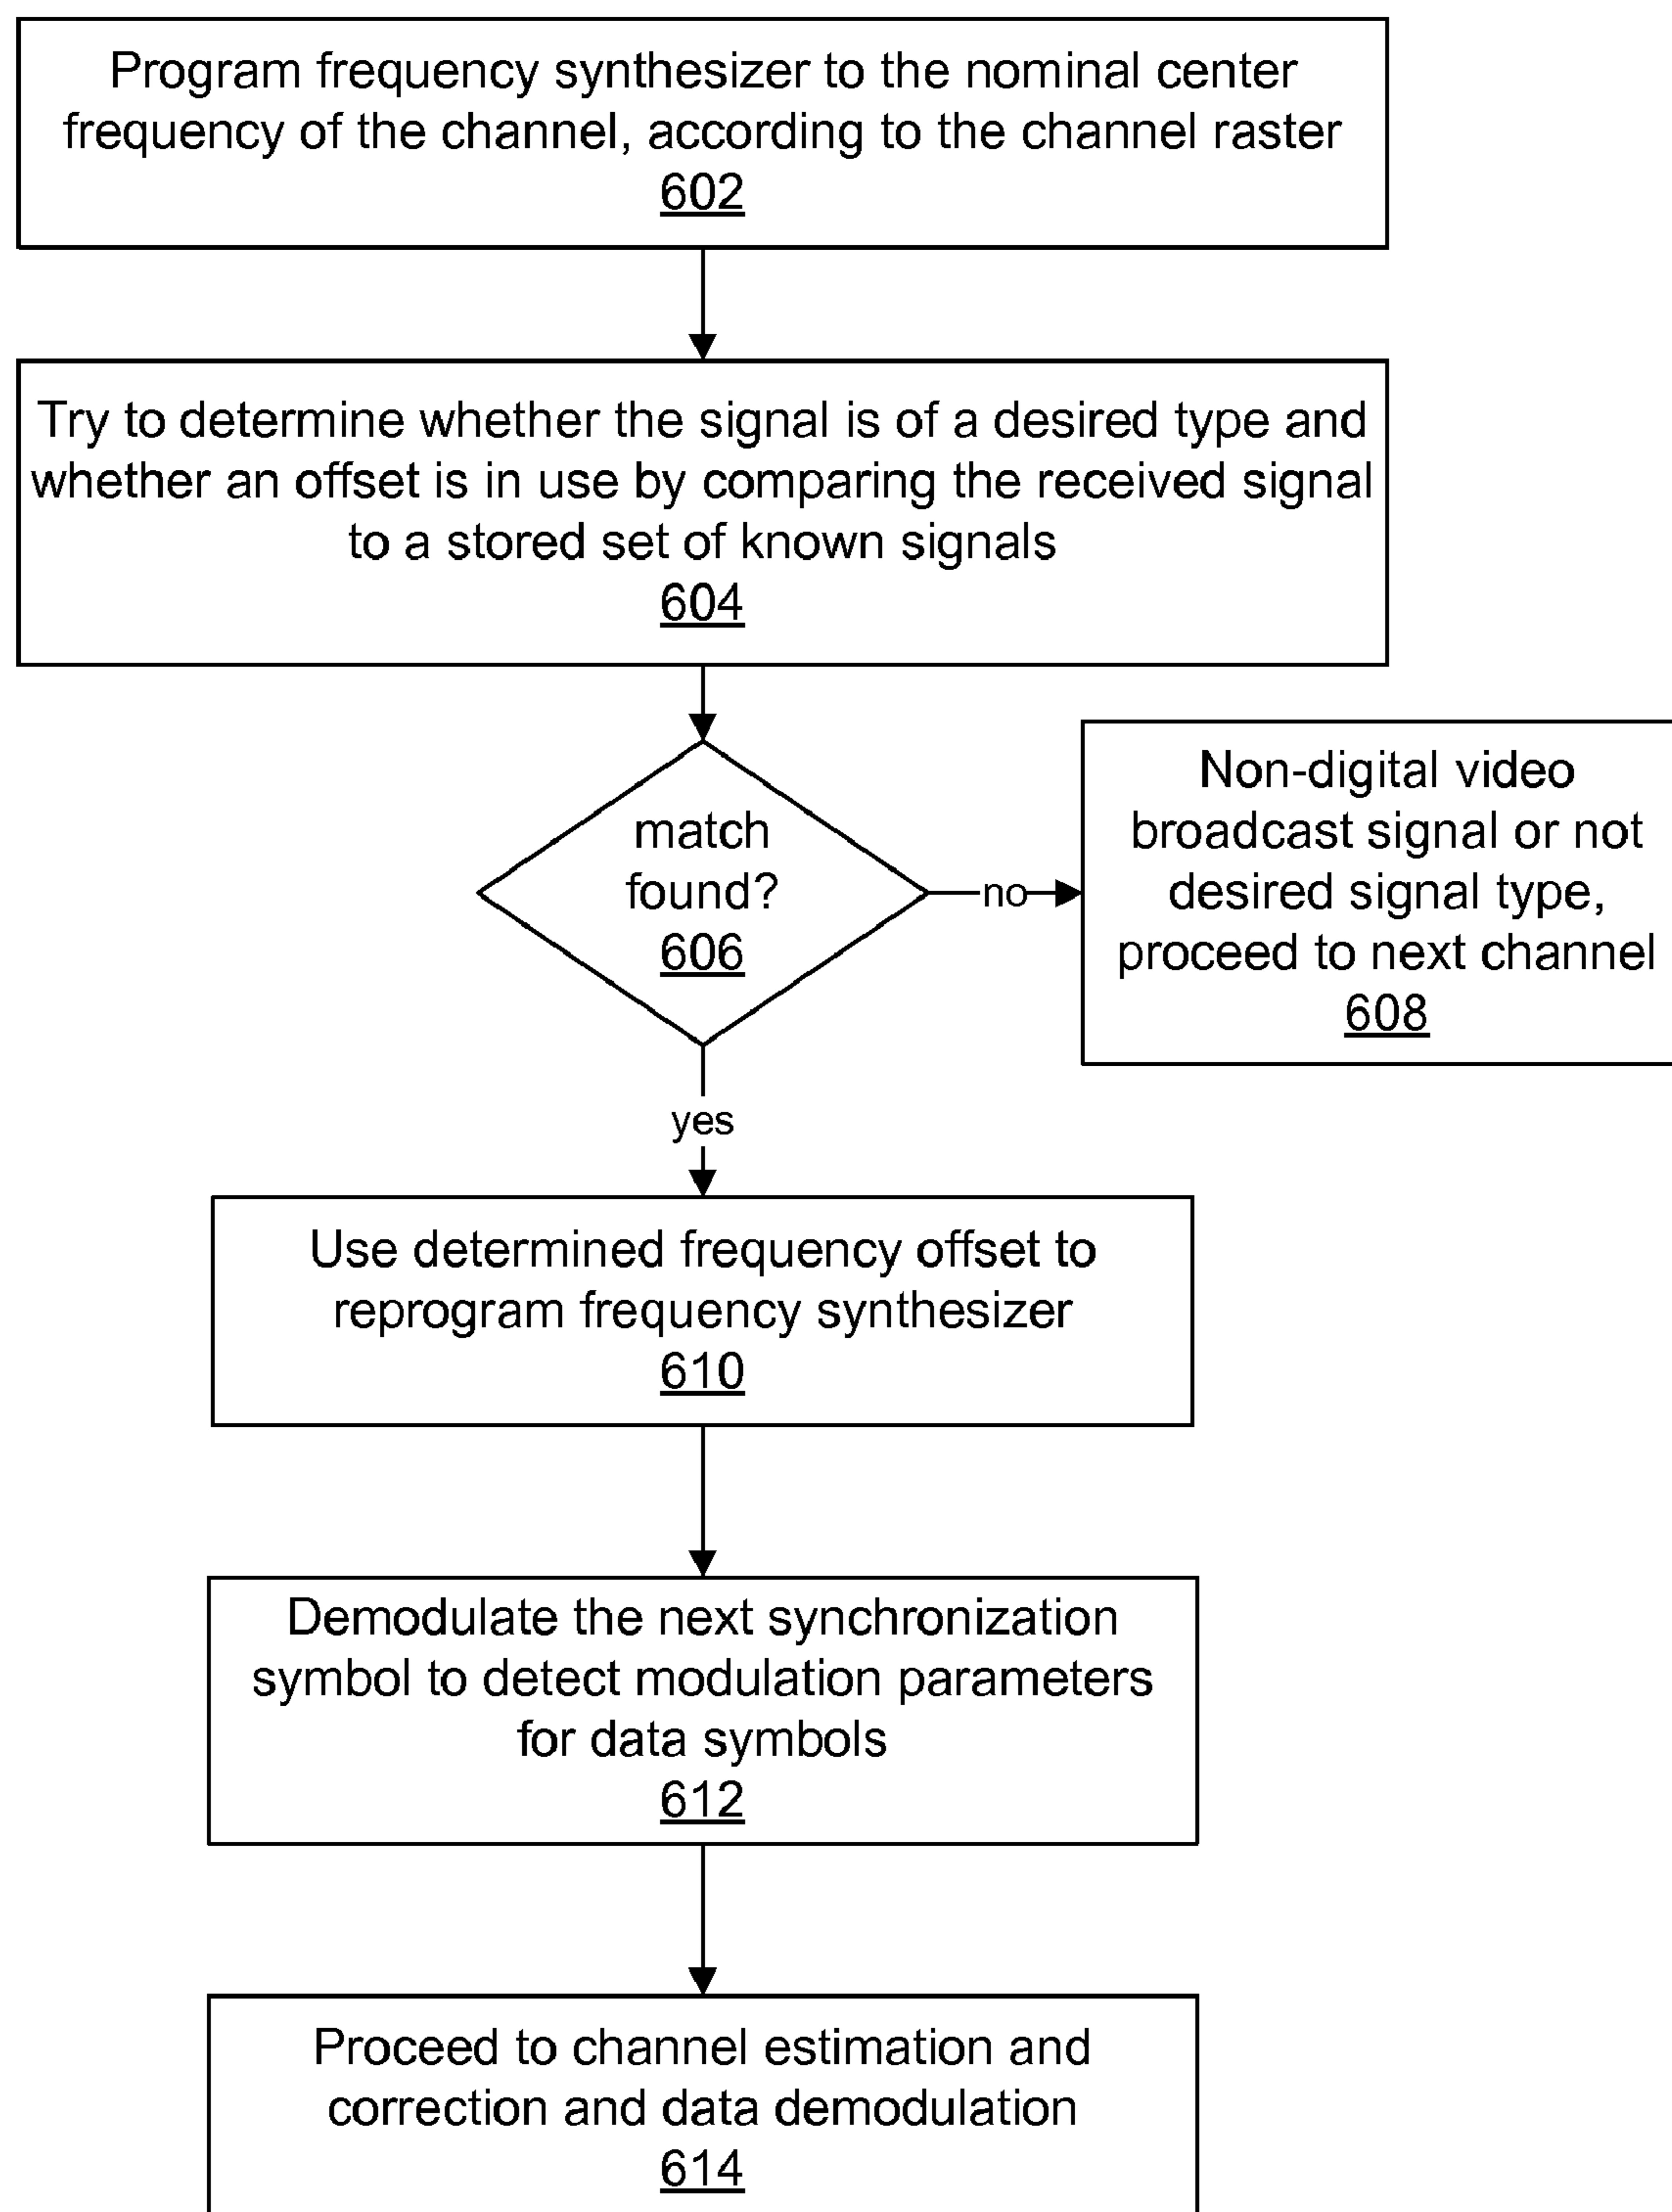 Program frequency synthesizer to the nominal center
frequency of the channel, according to the channel raster
602
Try to determine whether the signal is of a desired type and
whether an offset is in use by comparing the received signal
to a stored set of known signals
604
match
found?
606
no
Non-digital video
broadcast signal or not
desired signal type,
proceed to next channel
608
yes
Use determined frequency offset to
reprogram frequency synthesizer
610
Demodulate the next synchronization
symbol to detect modulation parameters
for data symbols
612
Proceed to channel estimation and
correction and data demodulation
614